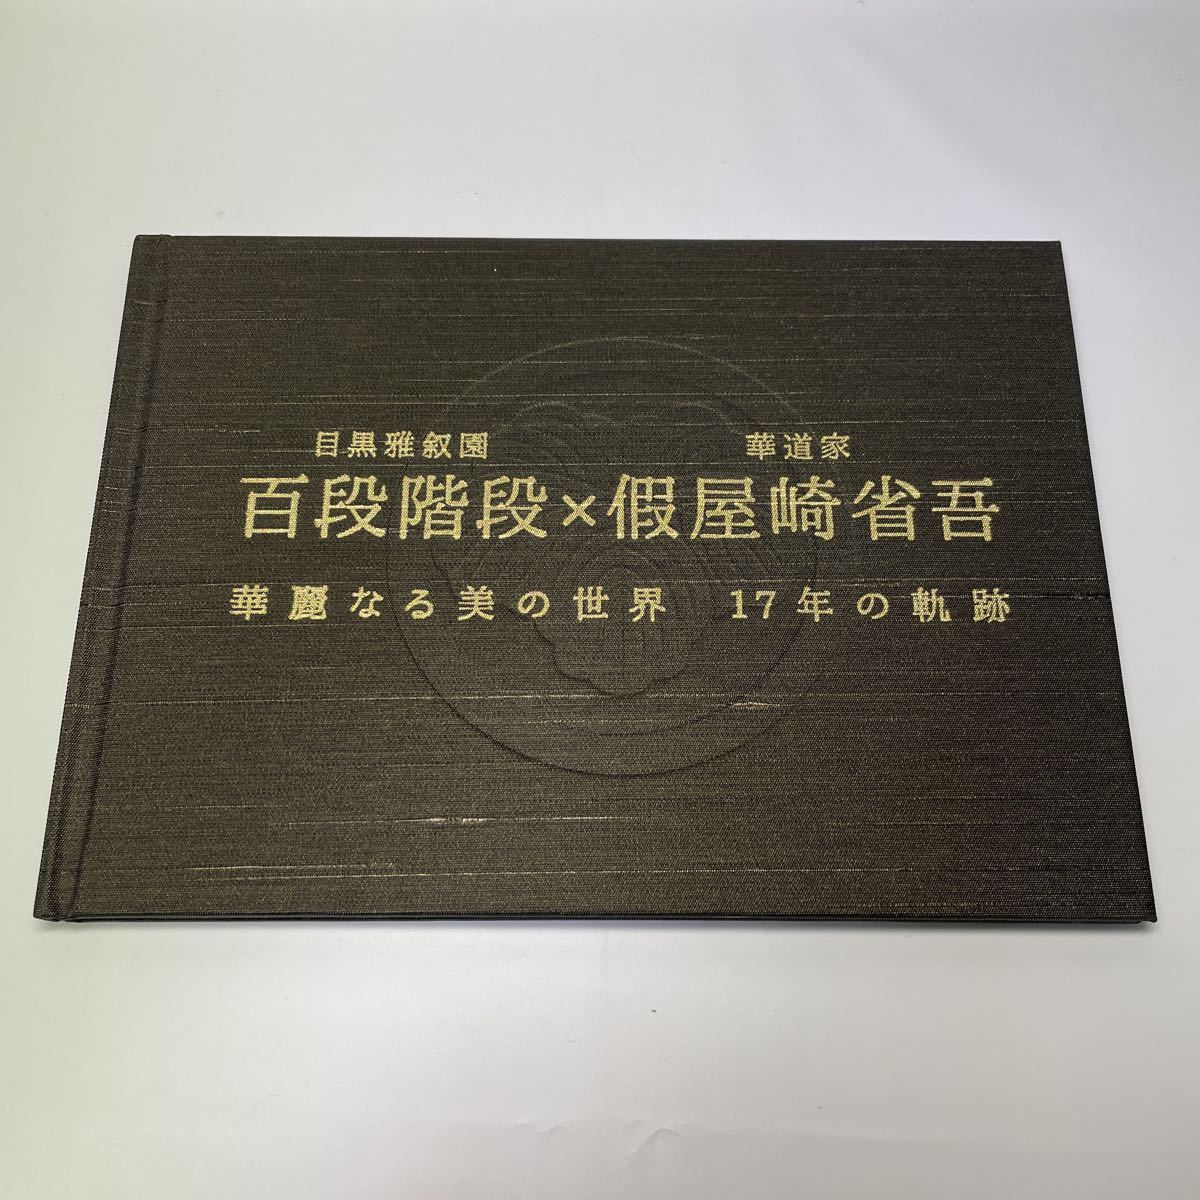 目黒雅叙園　華道家
百段階段×假屋崎省吾
華麗なる美の世界　17年の軌跡